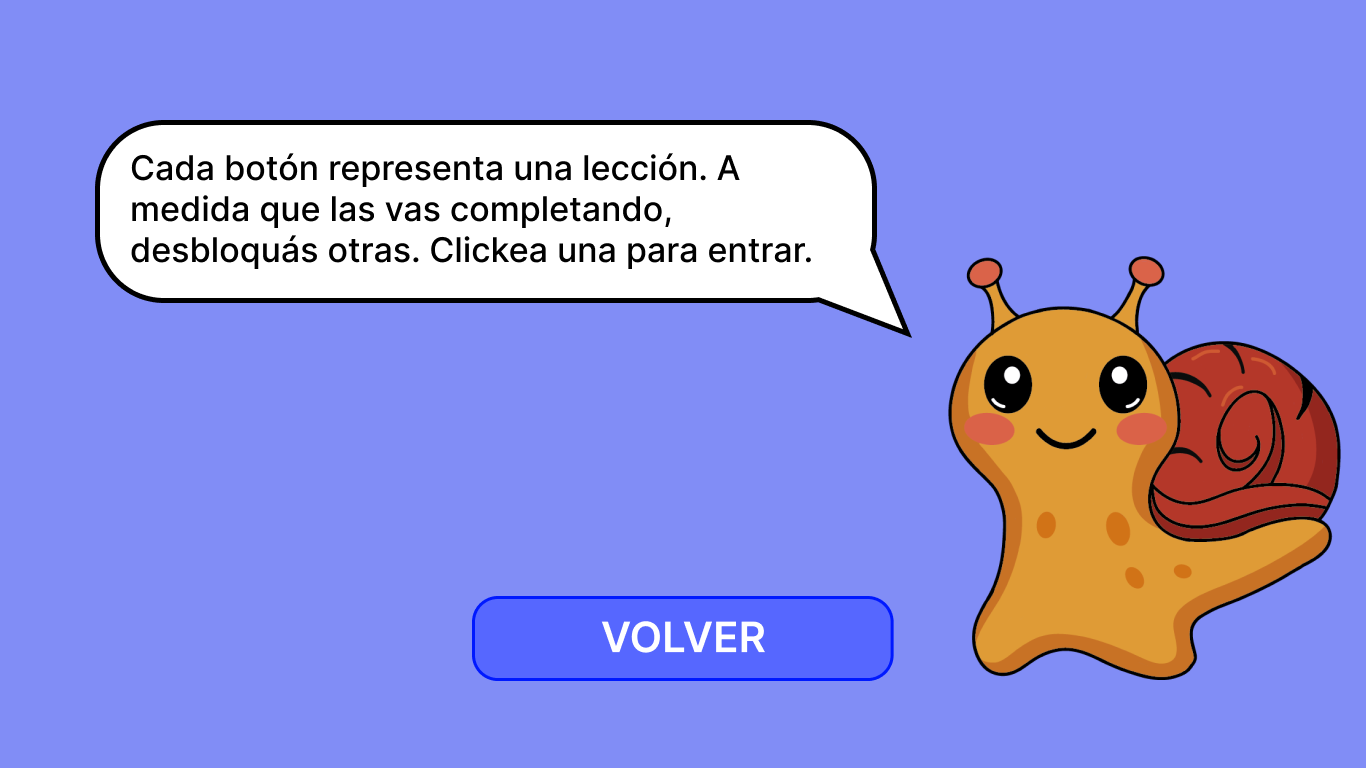 Cada botón representa una lección. A
medida que las vas completando,
desbloquás otras. Clickea una para entrar.
VOLVER